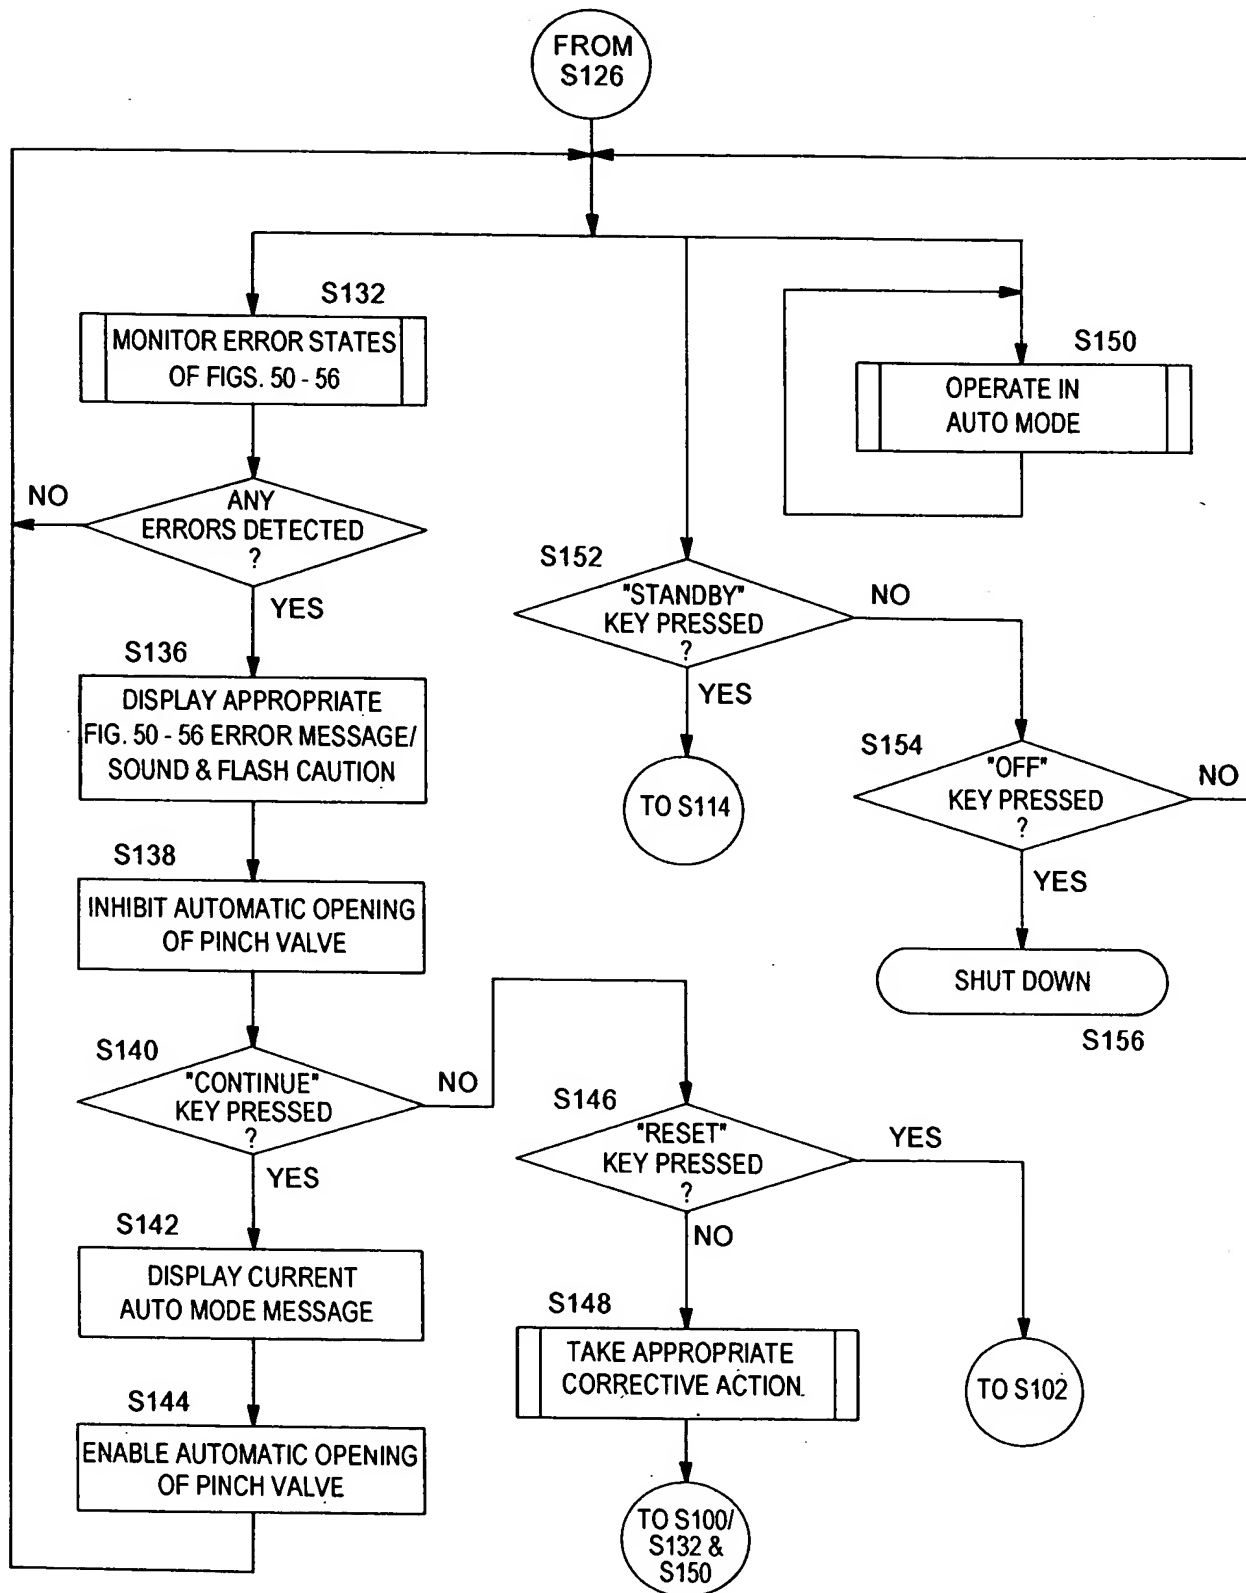 FROM
S126
S132
MONITOR ERROR STATES
OF FIGS. 50 - 56
S150
OPERATE IN
AUTO MODE
NO
ANY
ERRORS DETECTED
?
YES
S152
"STANDBY"
KEY PRESSED
?
NO
YES
S136
DISPLAY APPROPRIATE
FIG. 50 - 56 ERROR MESSAGE/
SOUND & FLASH CAUTION
TO S114
S154
"OFF"
KEY PRESSED
?
NO
YES
S138
INHIBIT AUTOMATIC OPENING
OF PINCH VALVE
SHUT DOWN
S156
S140
"CONTINUE"
KEY PRESSED
?
NO
YES
S146
"RESET"
KEY PRESSED
?
YES
NO
S142
DISPLAY CURRENT
AUTO MODE MESSAGE
S148
TAKE APPROPRIATE
CORRECTIVE ACTION
TO S102
S144
ENABLE AUTOMATIC OPENING
OF PINCH VALVE
TO S100/
S132 &
S150